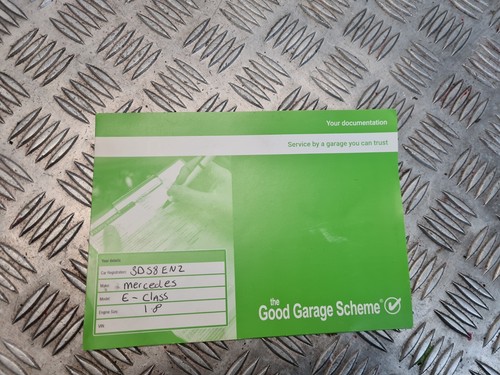 Your documentation
Service by a garage you can trust
Your details
Car Registration: SD58 ENZ
Make: Mercedes
Model: E-Class
Engine Size: 1.8
VIN:
the
Good Garage Scheme®